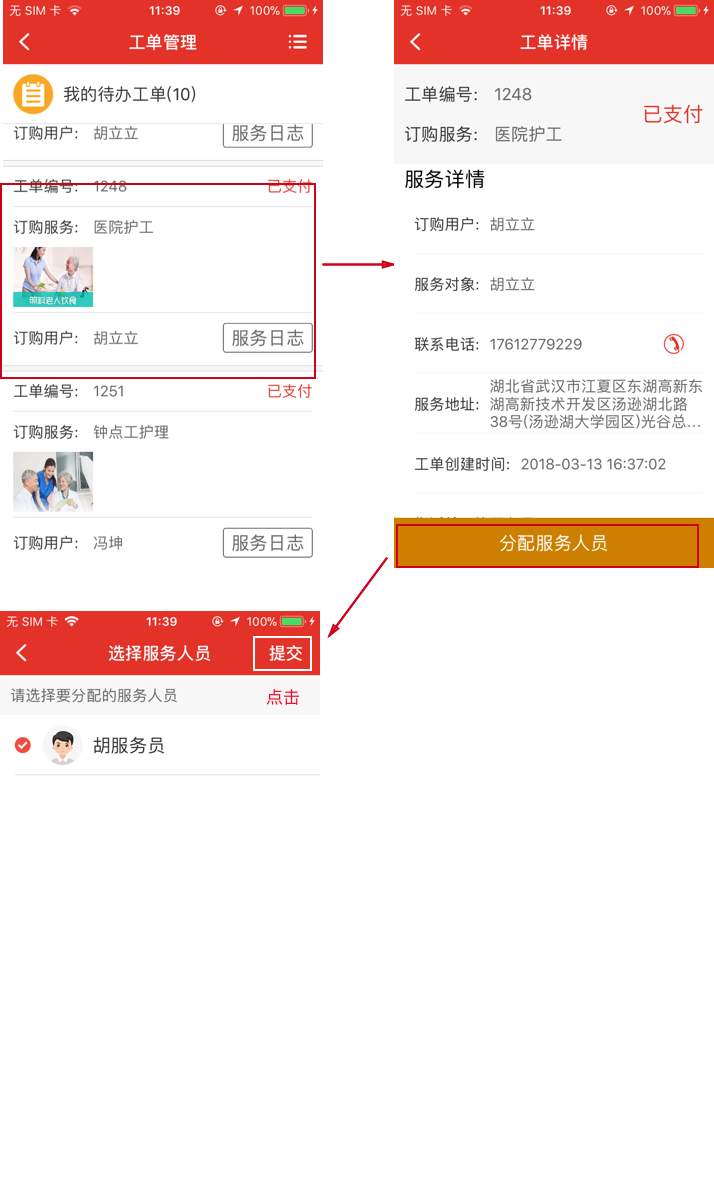 无 SIM 卡 11:39 100%
工单管理
我的待办工单(10)
订购用户: 胡立立 服务日志
工单编号: 1248 已支付
订购服务: 医院护工
照料老人饮食
订购用户: 胡立立 服务日志
工单编号: 1251 已支付
订购服务: 钟点工护理
订购用户: 冯坤 服务日志
无 SIM 卡 11:39 100%
工单详情
工单编号: 1248
已支付
订购服务: 医院护工
服务详情
订购用户: 胡立立
服务对象: 胡立立
联系电话: 17612779229
服务地址: 湖北省武汉市江夏区东湖高新东
湖高新技术开发区汤逊湖北路
38号(汤逊湖大学园区)光谷总...
工单创建时间: 2018-03-13 16:37:02
分配服务人员
无 SIM 卡 11:39 100%
选择服务人员 提交
请选择要分配的服务人员 点击
胡服务员